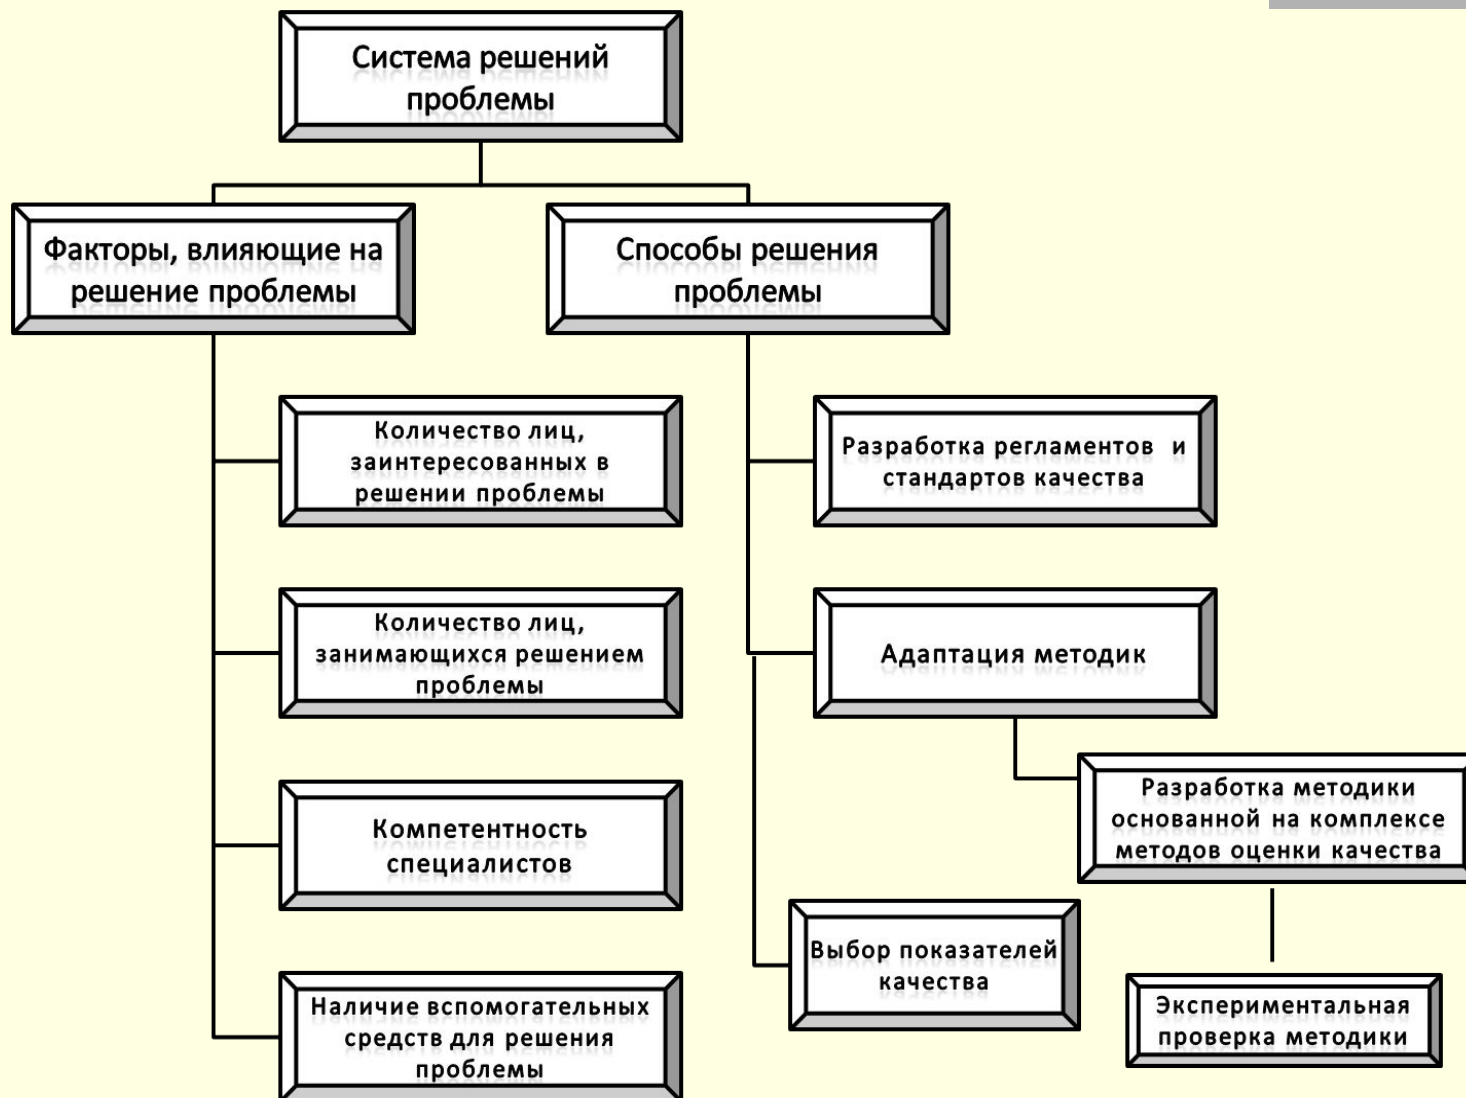 Система решений
проблемы
Факторы, влияющие на
решение проблемы
Способы решения
проблемы
Количество лиц,
заинтересованных в
решении проблемы
Количество лиц,
занимающихся решением
проблемы
Компетентность
специалистов
Наличие вспомогательных
средств для решения
проблемы
Разработка регламентов и
стандартов качества
Адаптация методик
Разработка методики
основанной на комплексе
методов оценки качества
Выбор показателей
качества
Экспериментальная
проверка методики